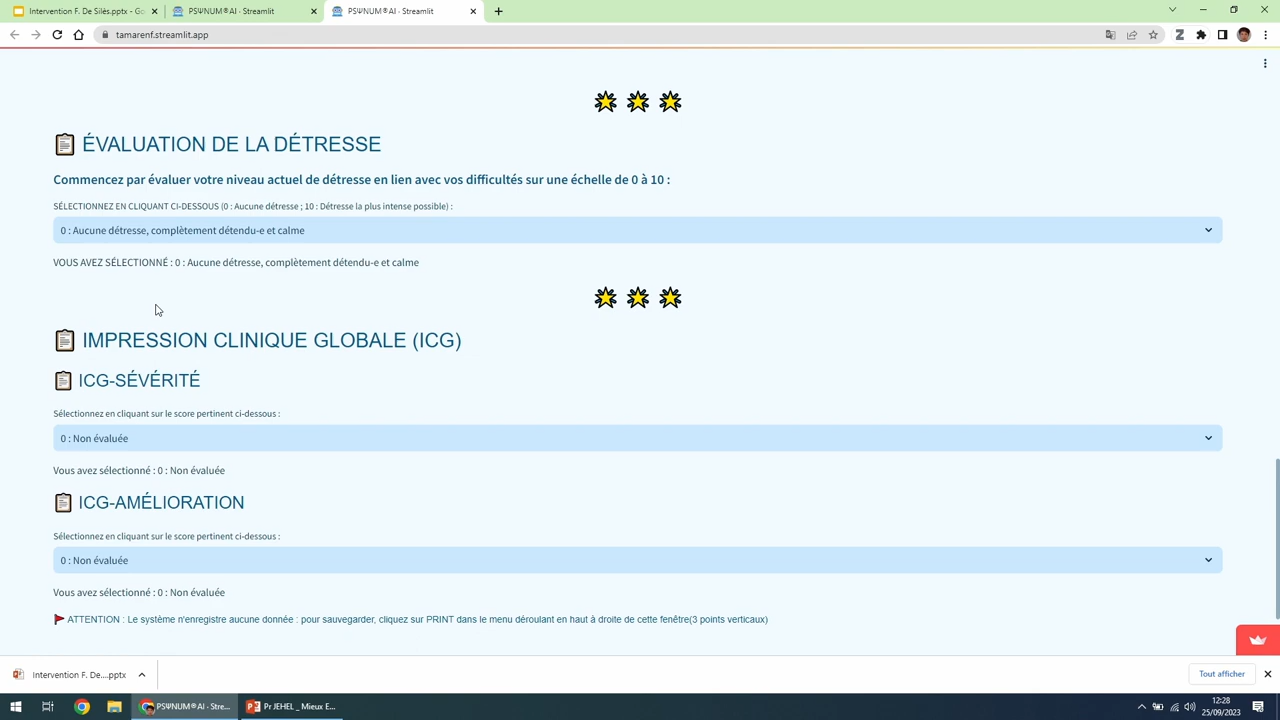 Intervention F. De Silès.pptx - Go
PSΨNUM®AI · Streamlit
PSΨNUM®AI · Streamlit
tamarenf.streamlit.app
ÉVALUATION DE LA DÉTRESSE
Commencez par évaluer votre niveau actuel de détresse en lien avec vos difficultés sur une échelle de 0 à 10 :
SÉLECTIONNEZ EN CLIQUANT CI-DESSOUS (0 : Aucune détresse ; 10 : Détresse la plus intense possible) :
0 : Aucune détresse, complètement détendu-e et calme
VOUS AVEZ SÉLECTIONNÉ : 0 : Aucune détresse, complètement détendu-e et calme
IMPRESSION CLINIQUE GLOBALE (ICG)
ICG-SÉVÉRITÉ
Sélectionnez en cliquant sur le score pertinent ci-dessous :
0 : Non évaluée
Vous avez sélectionné : 0 : Non évaluée
ICG-AMÉLIORATION
Sélectionnez en cliquant sur le score pertinent ci-dessous :
0 : Non évaluée
Vous avez sélectionné : 0 : Non évaluée
ATTENTION : Le système n'enregistre aucune donnée : pour sauvegarder, cliquez sur PRINT dans le menu déroulant en haut à droite de cette fenêtre(3 points verticaux)
Intervention F. De....pptx
Tout afficher
PSΨNUM®AI · Stre...
Pr JEHEL _ Mieux E...
12:28
25/09/2023